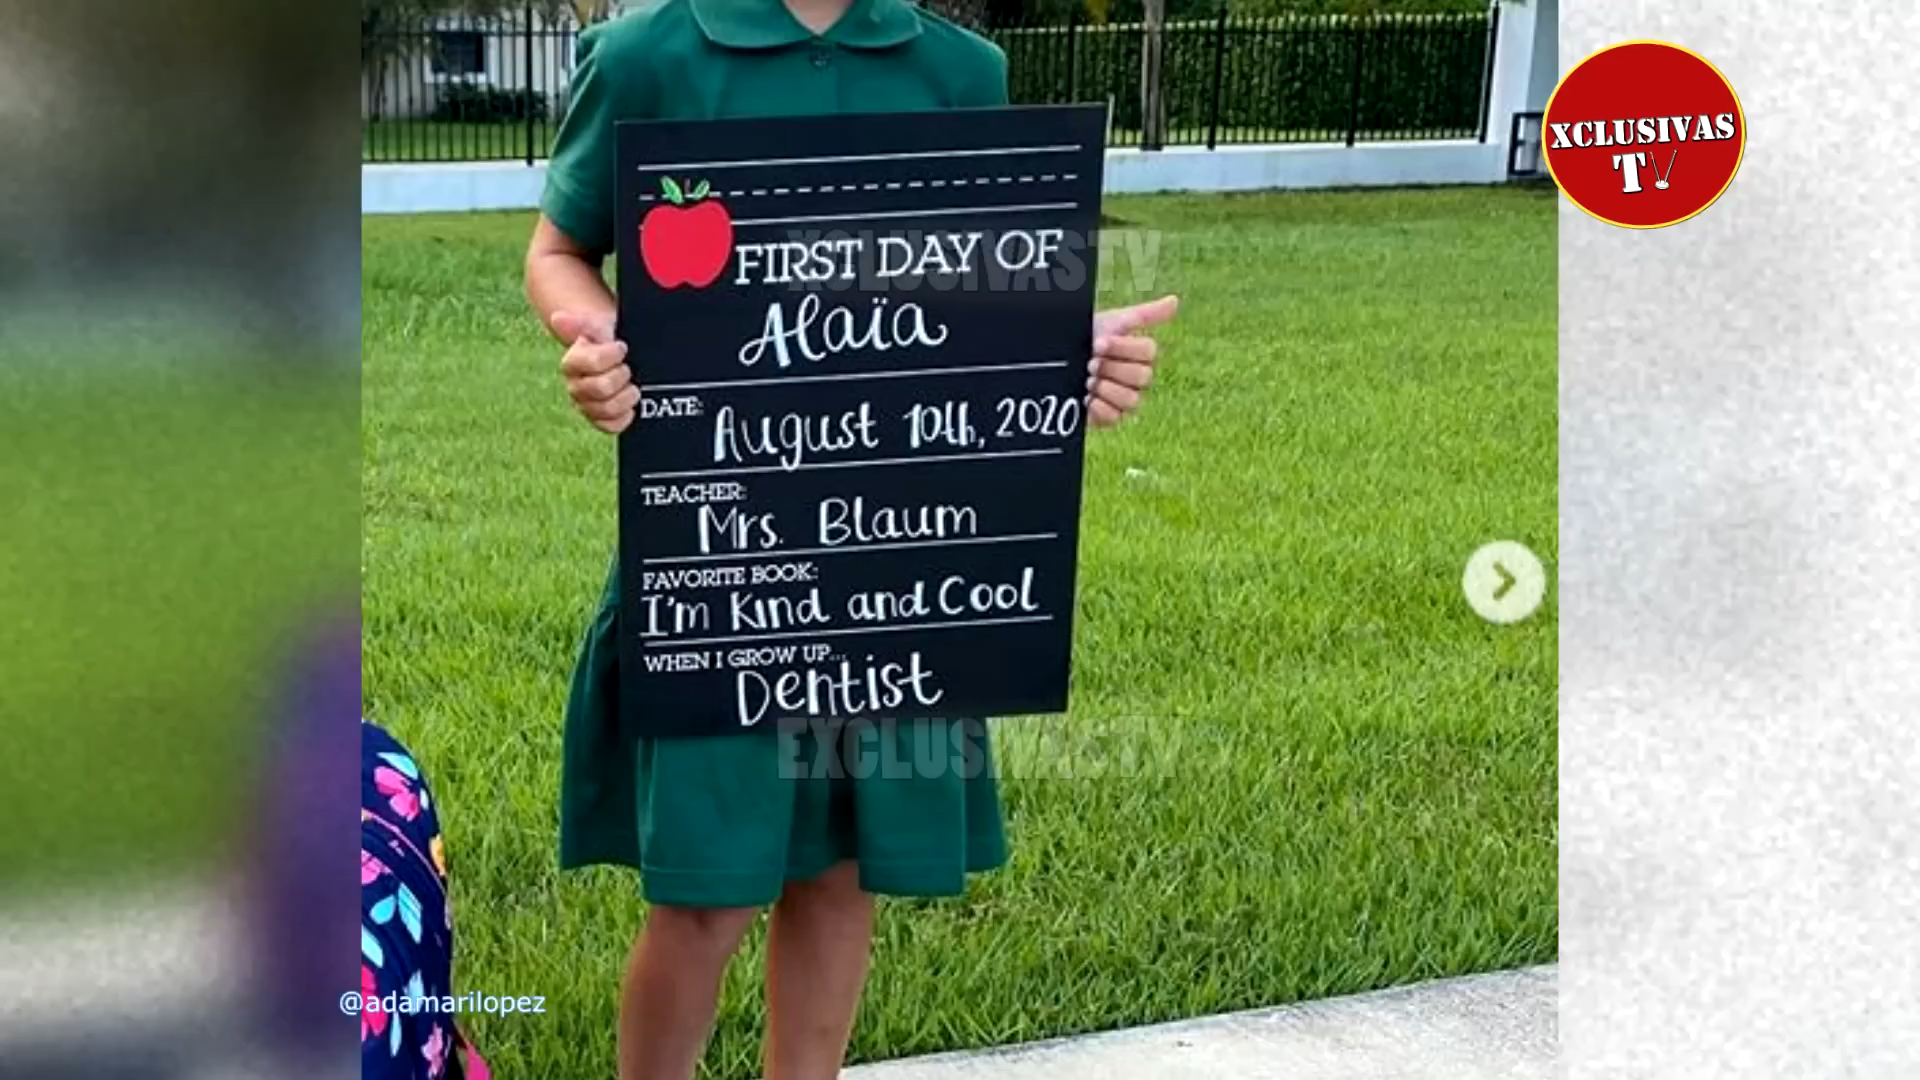 XCLUSIVAS
TV
XCLUSIVASTV
FIRST DAY OF
Alaïa
DATE:
August 10th, 2020
TEACHER:
Mrs. Blaum
FAVORITE BOOK:
I'm Kind and Cool
WHEN I GROW UP...
Dentist
EXCLUSIVASTV
@adamarilopez